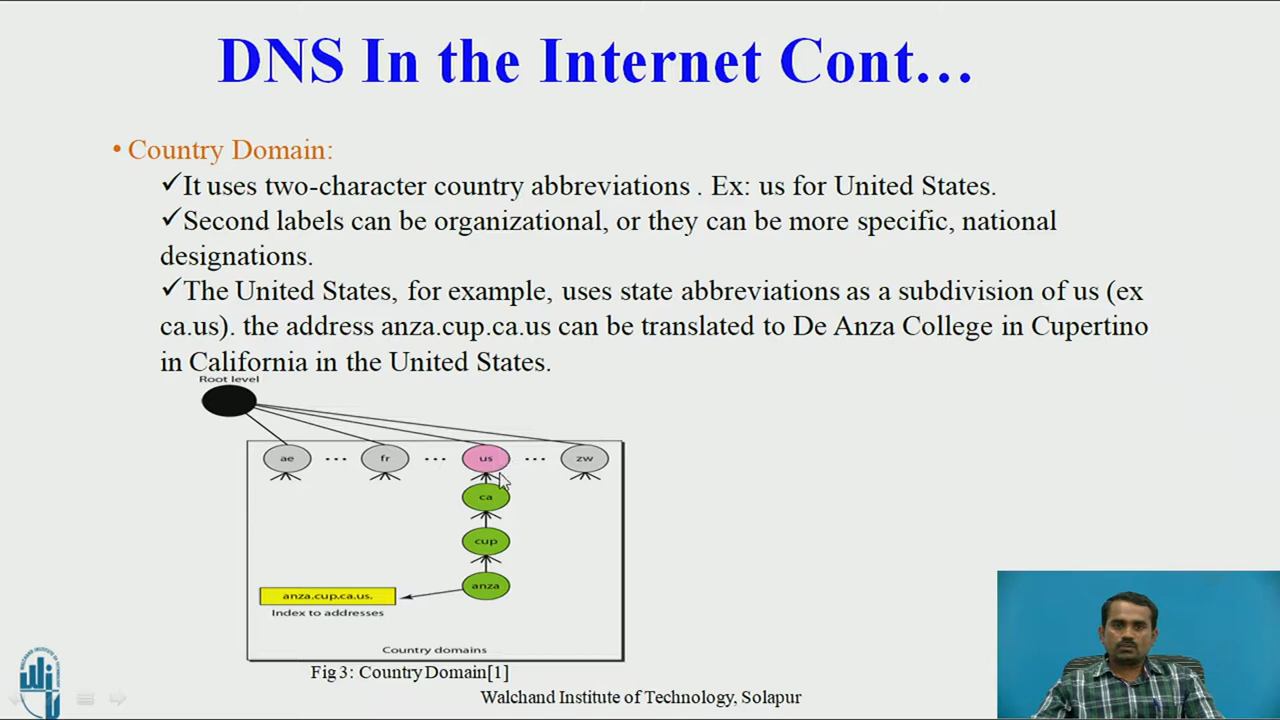 DNS In the Internet Cont…
• Country Domain:
✓It uses two-character country abbreviations . Ex: us for United States.
✓Second labels can be organizational, or they can be more specific, national
designations.
✓The United States, for example, uses state abbreviations as a subdivision of us (ex
ca.us). the address anza.cup.ca.us can be translated to De Anza College in Cupertino
in California in the United States.
Root level
ae … fr … us … zw
ca
cup
anza
anza.cup.ca.us.
Index to addresses
Country domains
Fig 3: Country Domain[1]
Walchand Institute of Technology, Solapur